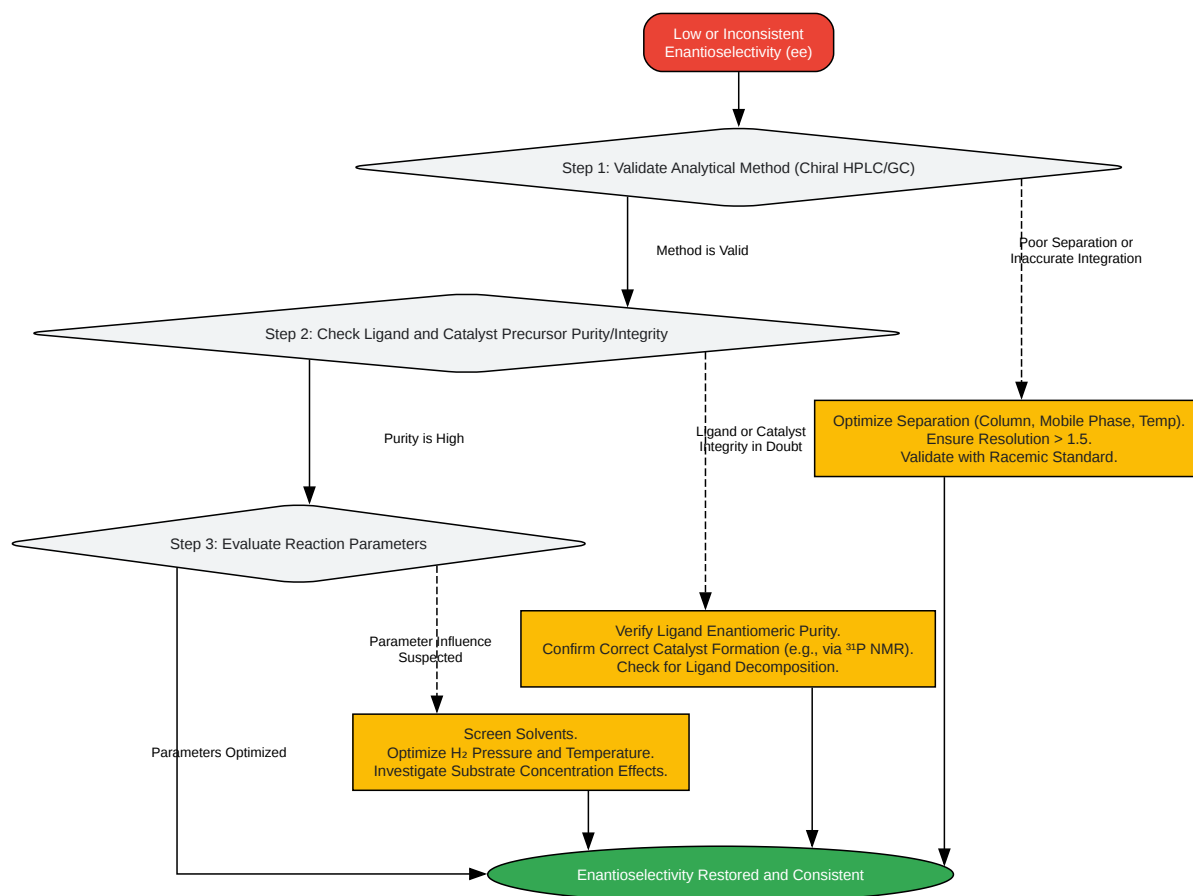 Low or Inconsistent
Enantioselectivity (ee)
Step 1: Validate Analytical Method (Chiral HPLC/GC)
Method is Valid
Poor Separation or
Inaccurate Integration
Step 2: Check Ligand and Catalyst Precursor Purity/Integrity
Purity is High
Ligand or Catalyst
Integrity in Doubt
Optimize Separation (Column, Mobile Phase, Temp).
Ensure Resolution > 1.5.
Validate with Racemic Standard.
Step 3: Evaluate Reaction Parameters
Parameter Influence
Suspected
Verify Ligand Enantiomeric Purity.
Confirm Correct Catalyst Formation (e.g., via ³¹P NMR).
Check for Ligand Decomposition.
Parameters Optimized
Screen Solvents.
Optimize H₂ Pressure and Temperature.
Investigate Substrate Concentration Effects.
Enantioselectivity Restored and Consistent